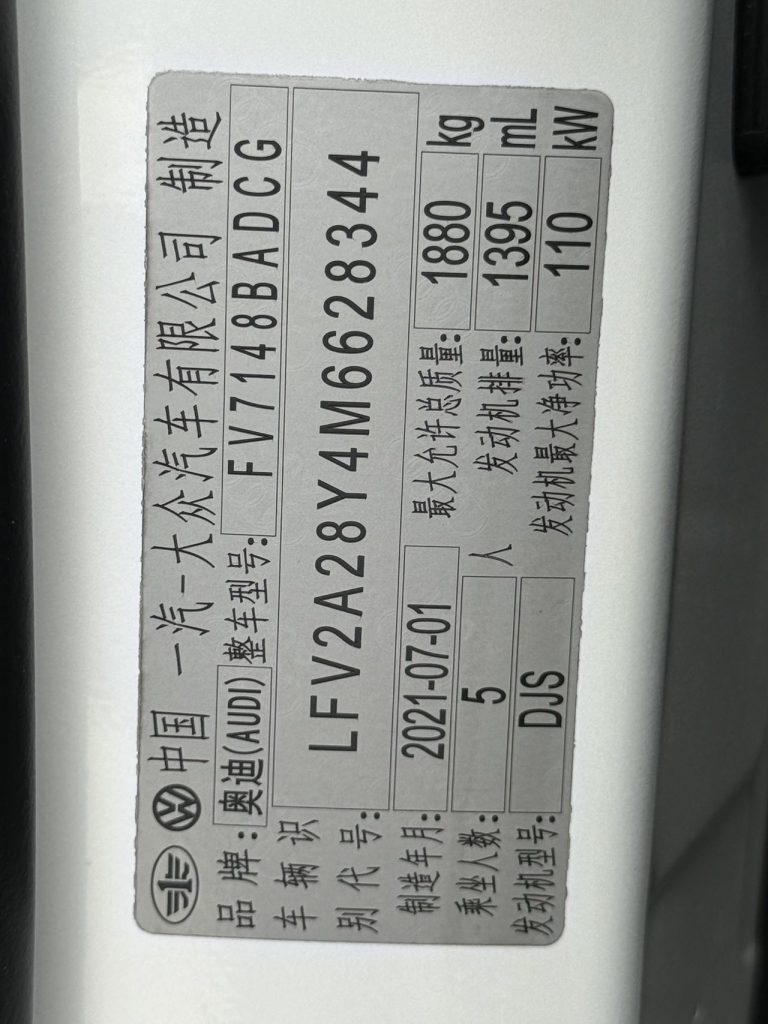 中国 一汽-大众汽车有限公司 制造
品牌: 奥迪(AUDI) 整车型号: FV7148BADCG
车辆识别代号: LFV2A28Y4M6628344
制造年月: 2021-07-01 最大允许总质量: 1880 kg
乘坐人数: 5 人 发动机排量: 1395 mL
发动机型号: DJS 发动机最大净功率: 110 kW